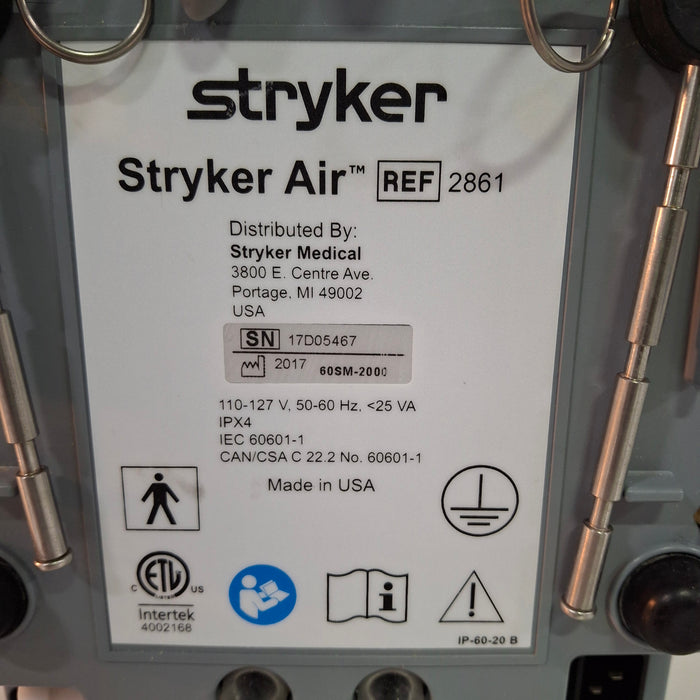 stryker
Stryker Air™ REF 2861
Distributed By:
Stryker Medical
3800 E. Centre Ave.
Portage, MI 49002
USA
SN 17D05467
2017 60SM-2000
110-127 V, 50-60 Hz, <25 VA
IPX4
IEC 60601-1
CAN/CSA C 22.2 No. 60601-1
Made in USA
ETL
C US
LISTED
Intertek
4002166
i
!
IP-60-20 B